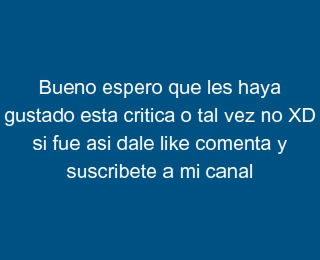 Bueno espero que les haya
gustado esta critica o tal vez no XD
si fue asi dale like comenta y
suscribete a mi canal